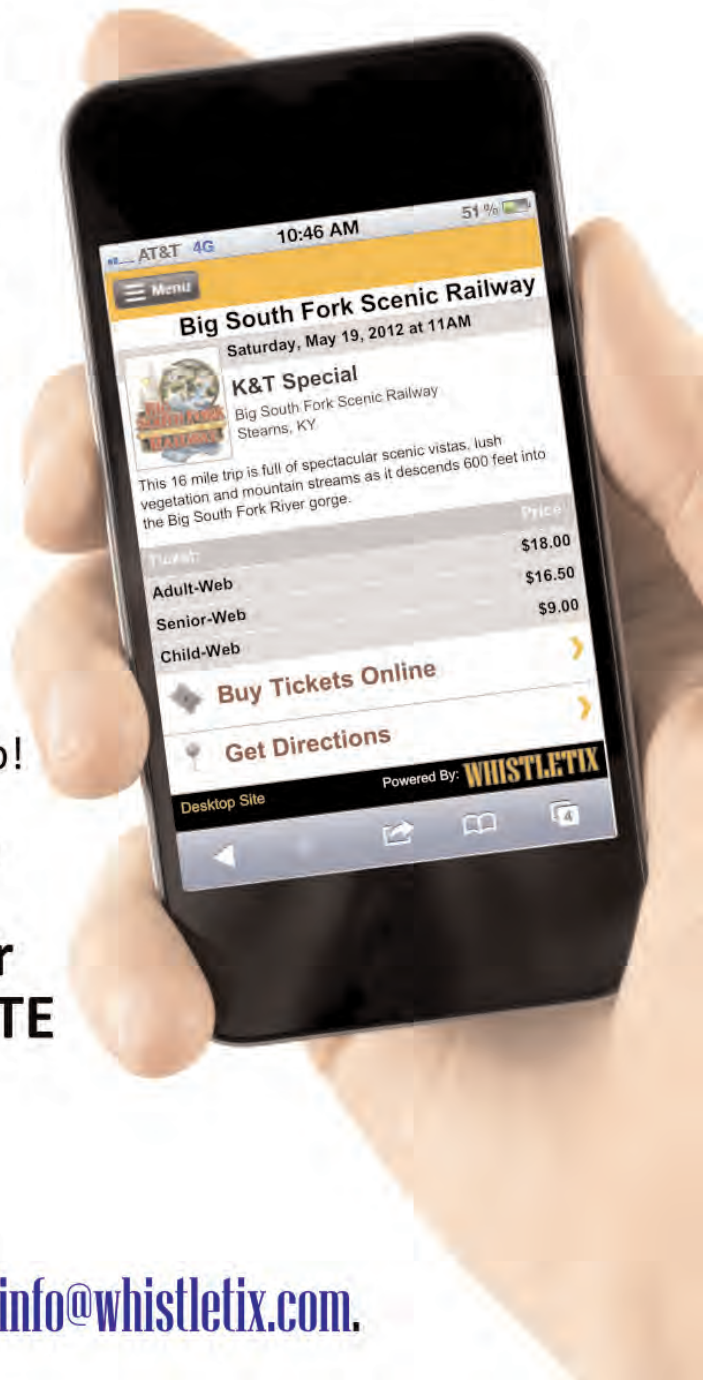 AT&T 4G 10:46 AM 51 %
Menu
Big South Fork Scenic Railway
Saturday, May 19, 2012 at 11AM
K&T Special
Big South Fork Scenic Railway
Stearns, KY
BIG
SOUTH FORK
This 16 mile trip is full of spectacular scenic vistas, lush
vegetation and mountain streams as it descends 600 feet into
the Big South Fork River gorge.
Ticket: Price
Adult-Web $18.00
Senior-Web $16.50
Child-Web $9.00
Buy Tickets Online
Get Directions
Desktop Site Powered By: WHISTLETIX
4
o!
r
TE
info@whistletix.com.